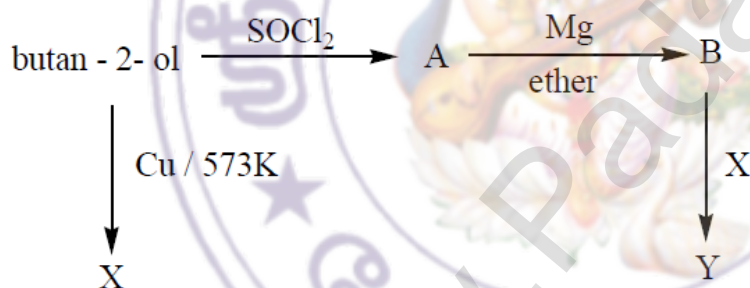 SOCl₂
Mg
butan - 2- ol
A
B
ether
Cu / 573K
X
X
Y